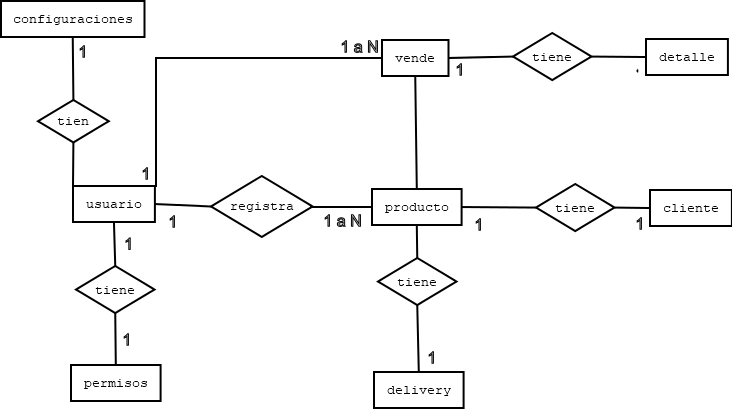 configuraciones
1
1 a N
vende
1
tiene
detalle
tien
1
usuario
1
registra
1 a N
producto
1
tiene
1
cliente
1
tiene
tiene
1
1
permisos
delivery